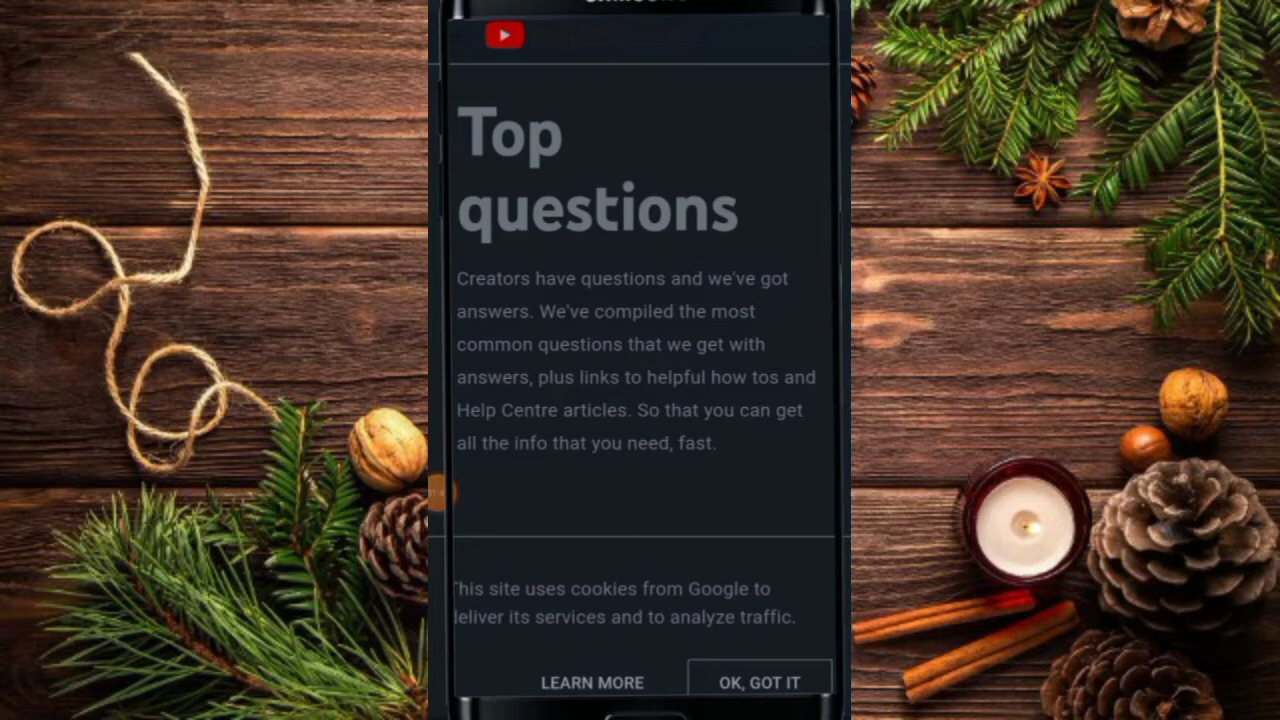 Top
questions
Creators have questions and we've got
answers. We've compiled the most
common questions that we get with
answers, plus links to helpful how tos and
Help Centre articles. So that you can get
all the info that you need, fast.
This site uses cookies from Google to
deliver its services and to analyze traffic.
LEARN MORE
OK, GOT IT